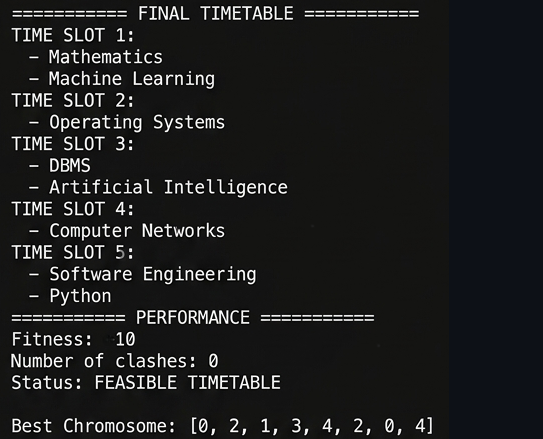 =========== FINAL TIMETABLE ===========
TIME SLOT 1:
- Mathematics
- Machine Learning
TIME SLOT 2:
- Operating Systems
TIME SLOT 3:
- DBMS
- Artificial Intelligence
TIME SLOT 4:
- Computer Networks
TIME SLOT 5:
- Software Engineering
- Python
=========== PERFORMANCE ===========
Fitness: 10
Number of clashes: 0
Status: FEASIBLE TIMETABLE
Best Chromosome: [0, 2, 1, 3, 4, 2, 0, 4]